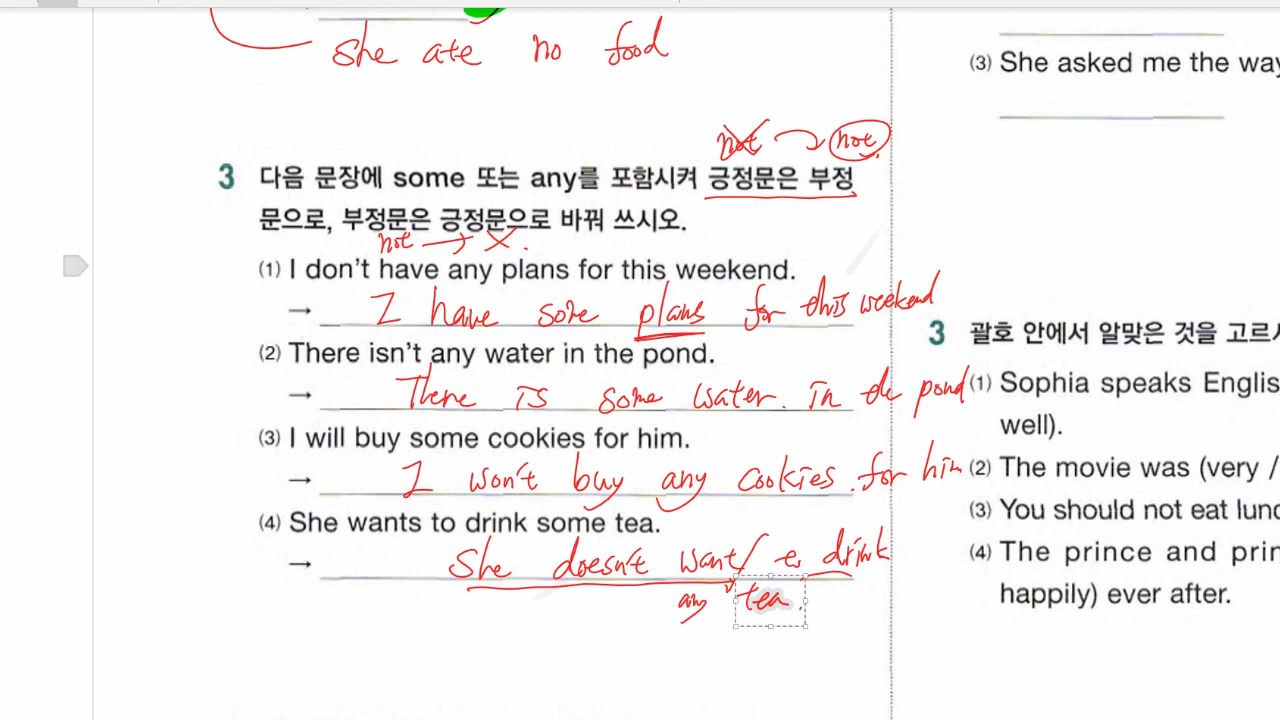 She ate no food
not not
3 다음 문장에 some 또는 any를 포함시켜 긍정문은 부정
문으로, 부정문은 긍정문으로 바꿔 쓰시오.
not → X.
(1) I don't have any plans for this weekend.
→ I have some plans for this weekend
(2) There isn't any water in the pond.
→ There is some water. in the pond
(3) I will buy some cookies for him.
→ I won't buy any cookies. for him
(4) She wants to drink some tea.
→ She doesn't want to drink
any tea.
(3) She asked me the way
3 괄호 안에서 알맞은 것을 고르
(1) Sophia speaks Englis
well).
(2) The movie was (very /
(3) You should not eat lunc
(4) The prince and prin
happily) ever after.